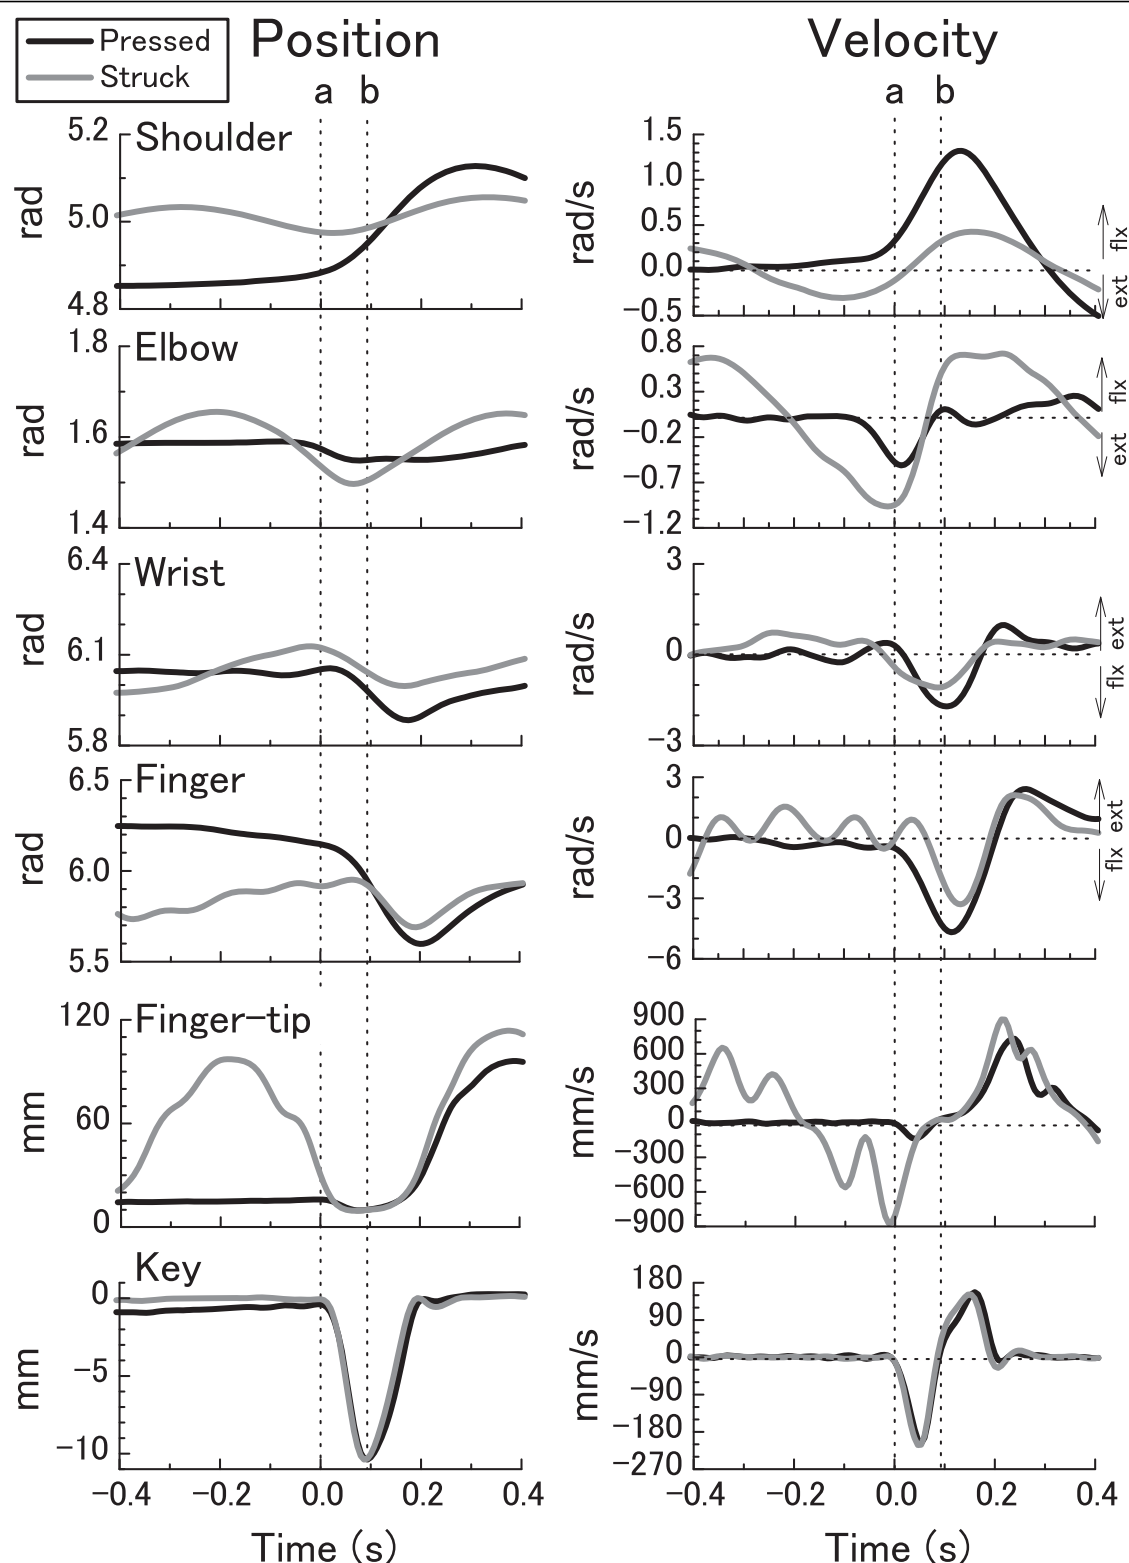 Pressed
Struck
Position
Velocity
a b
a b
Shoulder
5.2
5.0
4.8
rad
1.5
1.0
0.5
0.0
−0.5
rad/s
flx
ext
Elbow
1.8
1.6
1.4
rad
0.8
0.3
−0.2
−0.7
−1.2
rad/s
flx
ext
Wrist
6.4
6.1
5.8
rad
3
0
−3
rad/s
ext
flx
Finger
6.5
6.0
5.5
rad
3
0
−3
−6
rad/s
ext
flx
Finger−tip
120
60
0
mm
900
600
300
0
−300
−600
−900
mm/s
Key
0
−5
−10
mm
180
90
0
−90
−180
−270
mm/s
−0.4 −0.2 0.0 0.2 0.4
−0.4 −0.2 0.0 0.2 0.4
Time (s)
Time (s)